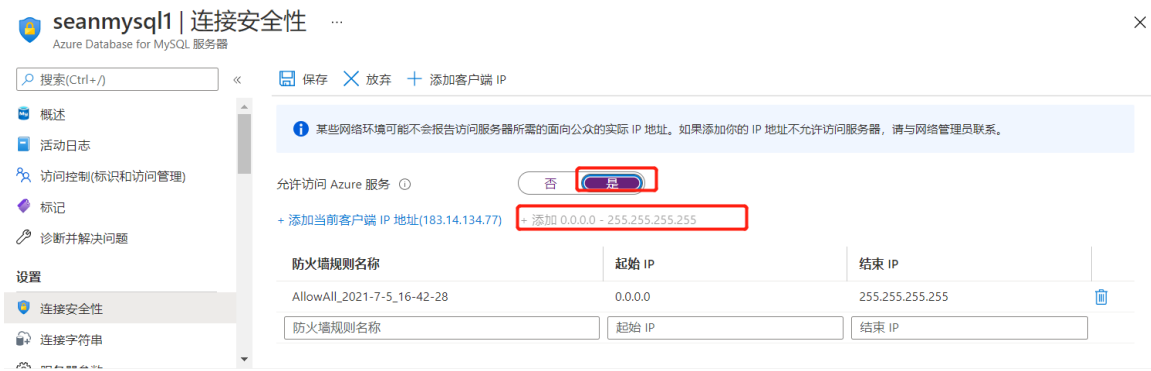 seanmysql1 | 连接安全性 ...
Azure Database for MySQL 服务器
搜索(Ctrl+/)
概述
活动日志
访问控制(标识和访问管理)
标记
诊断并解决问题
设置
连接安全性
连接字符串
服务器参数
保存 放弃 添加客户端 IP
某些网络环境可能不会报告访问服务器所需的面向公众的实际 IP 地址。如果添加你的 IP 地址不允许访问服务器，请与网络管理员联系。
允许访问 Azure 服务 否 是
+ 添加当前客户端 IP 地址(183.14.134.77) + 添加 0.0.0.0 - 255.255.255.255
防火墙规则名称 起始 IP 结束 IP
AllowAll_2021-7-5_16-42-28 0.0.0.0 255.255.255.255
防火墙规则名称 起始 IP 结束 IP